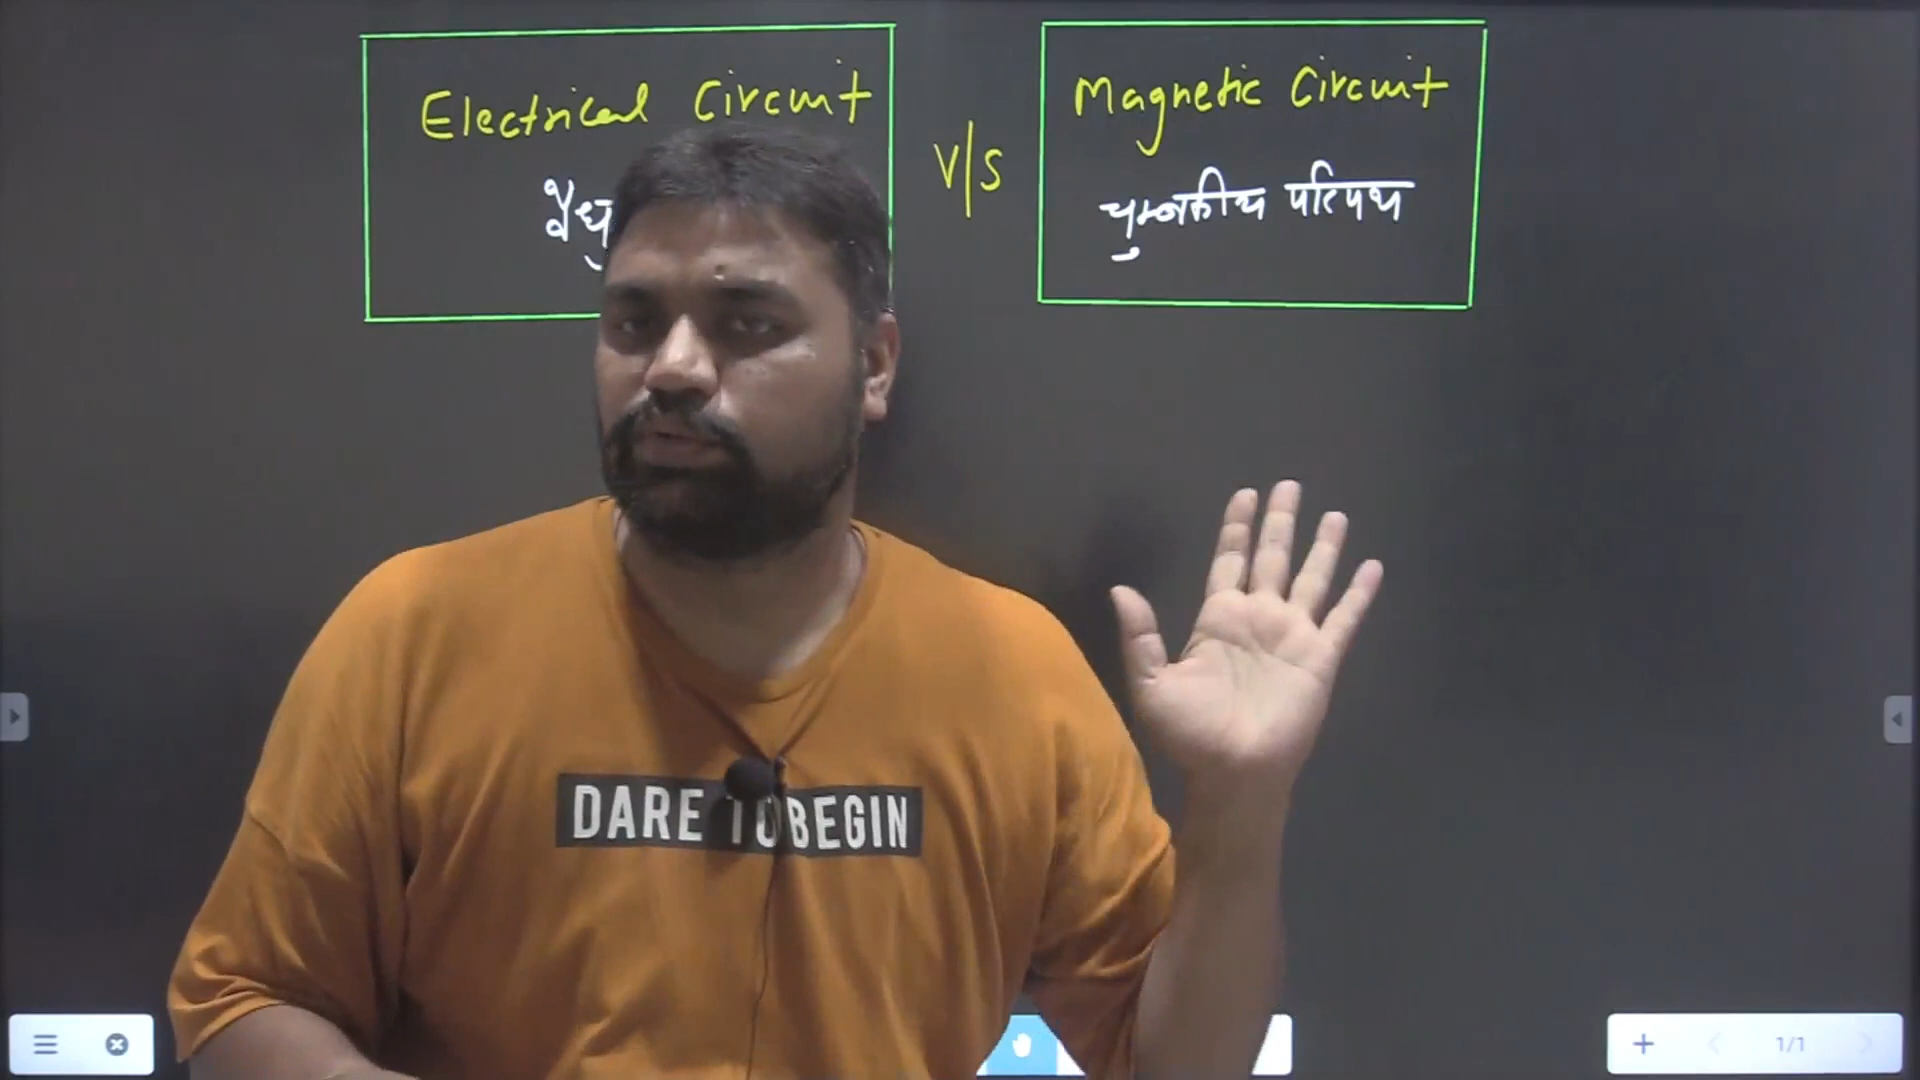 Electrical Circuit
V/S
Magnetic Circuit
चुम्बकीय परिपथ
DARE TO BEGIN
1/1